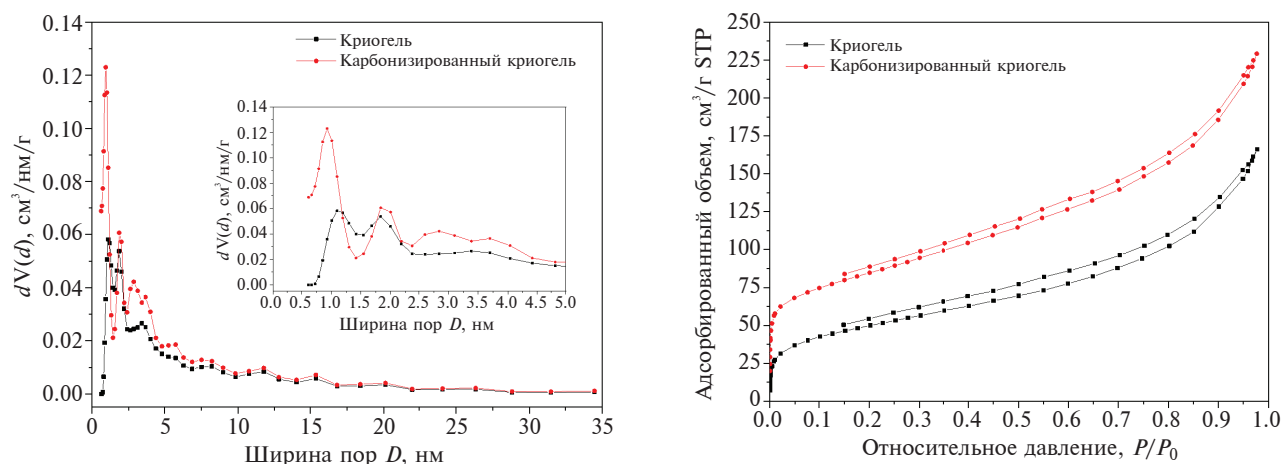 0.14
0.12
0.10
0.08
0.06
0.04
0.02
0.00
dV(d), см³/нм/г
0 5 10 15 20 25 30 35
Ширина пор D, нм
Криогель
Карбонизированный криогель
0.14
0.12
0.10
0.08
0.06
0.04
0.02
0.00
dV(d), см³/нм/г
0.0 0.5 1.0 1.5 2.0 2.5 3.0 3.5 4.0 4.5 5.0
Ширина пор D, нм
250
225
200
175
150
125
100
75
50
25
0
Адсорбированный объем, см³/г STP
0.0 0.1 0.2 0.3 0.4 0.5 0.6 0.7 0.8 0.9 1.0
Относительное давление, P/P₀
Криогель
Карбонизированный криогель